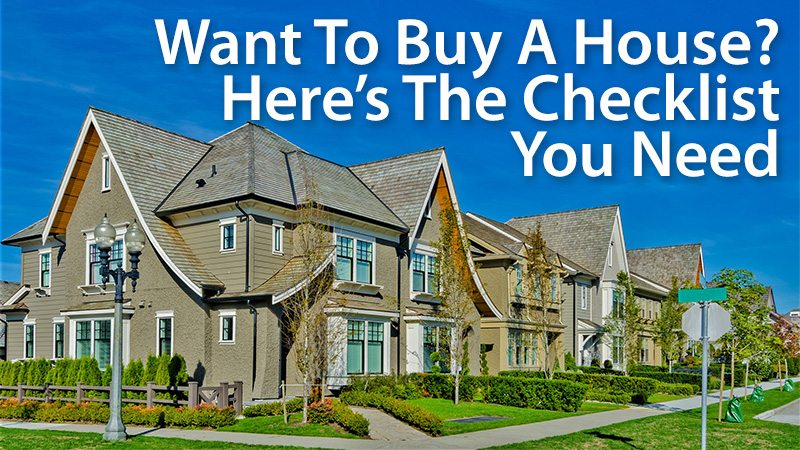 Want To Buy A House?
Here’s The Checklist
You Need